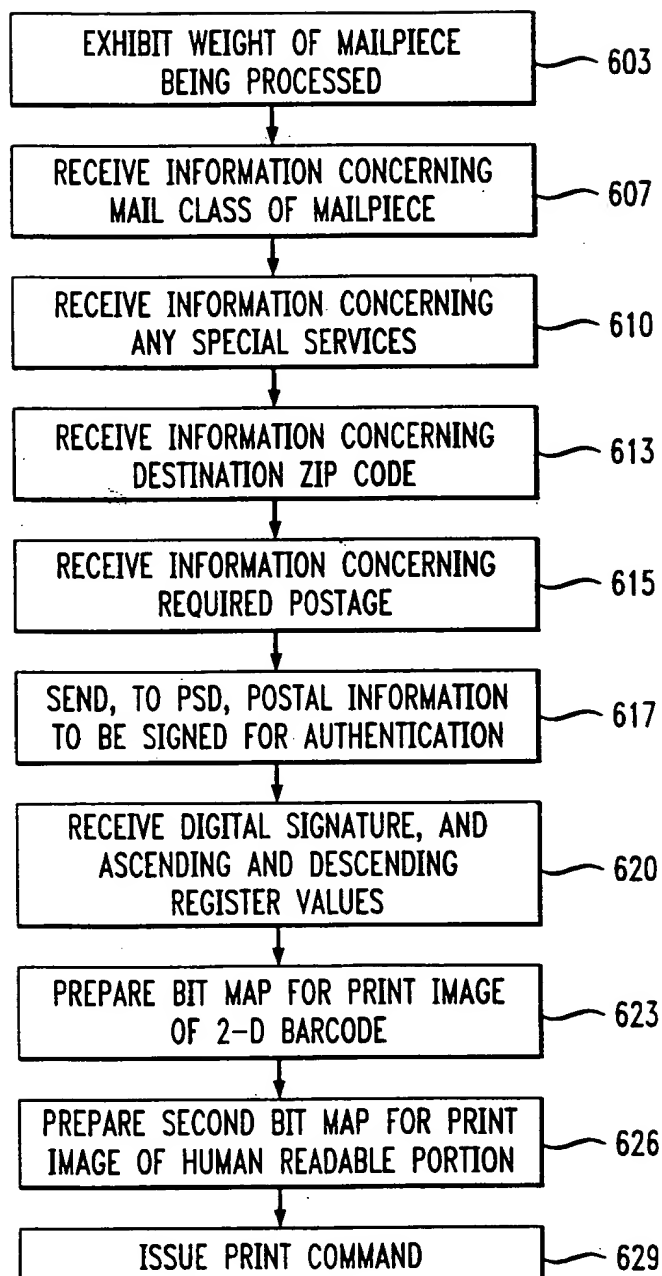 EXHIBIT WEIGHT OF MAILPIECE
BEING PROCESSED
603
RECEIVE INFORMATION CONCERNING
MAIL CLASS OF MAILPIECE
607
RECEIVE INFORMATION CONCERNING
ANY SPECIAL SERVICES
610
RECEIVE INFORMATION CONCERNING
DESTINATION ZIP CODE
613
RECEIVE INFORMATION CONCERNING
REQUIRED POSTAGE
615
SEND, TO PSD, POSTAL INFORMATION
TO BE SIGNED FOR AUTHENTICATION
617
RECEIVE DIGITAL SIGNATURE, AND
ASCENDING AND DESCENDING
REGISTER VALUES
620
PREPARE BIT MAP FOR PRINT IMAGE
OF 2-D BARCODE
623
PREPARE SECOND BIT MAP FOR PRINT
IMAGE OF HUMAN READABLE PORTION
626
ISSUE PRINT COMMAND
629